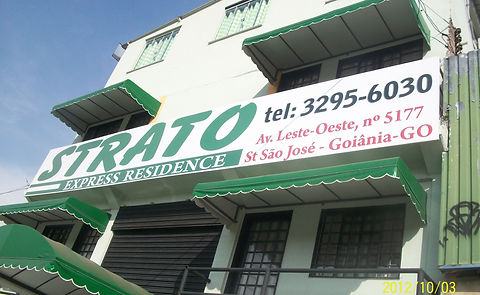 STRATO
EXPRESS RESIDENCE
tel: 3295-6030
Av. Leste-Oeste, nº 5177
St São José - Goiânia-GO
2012/10/03